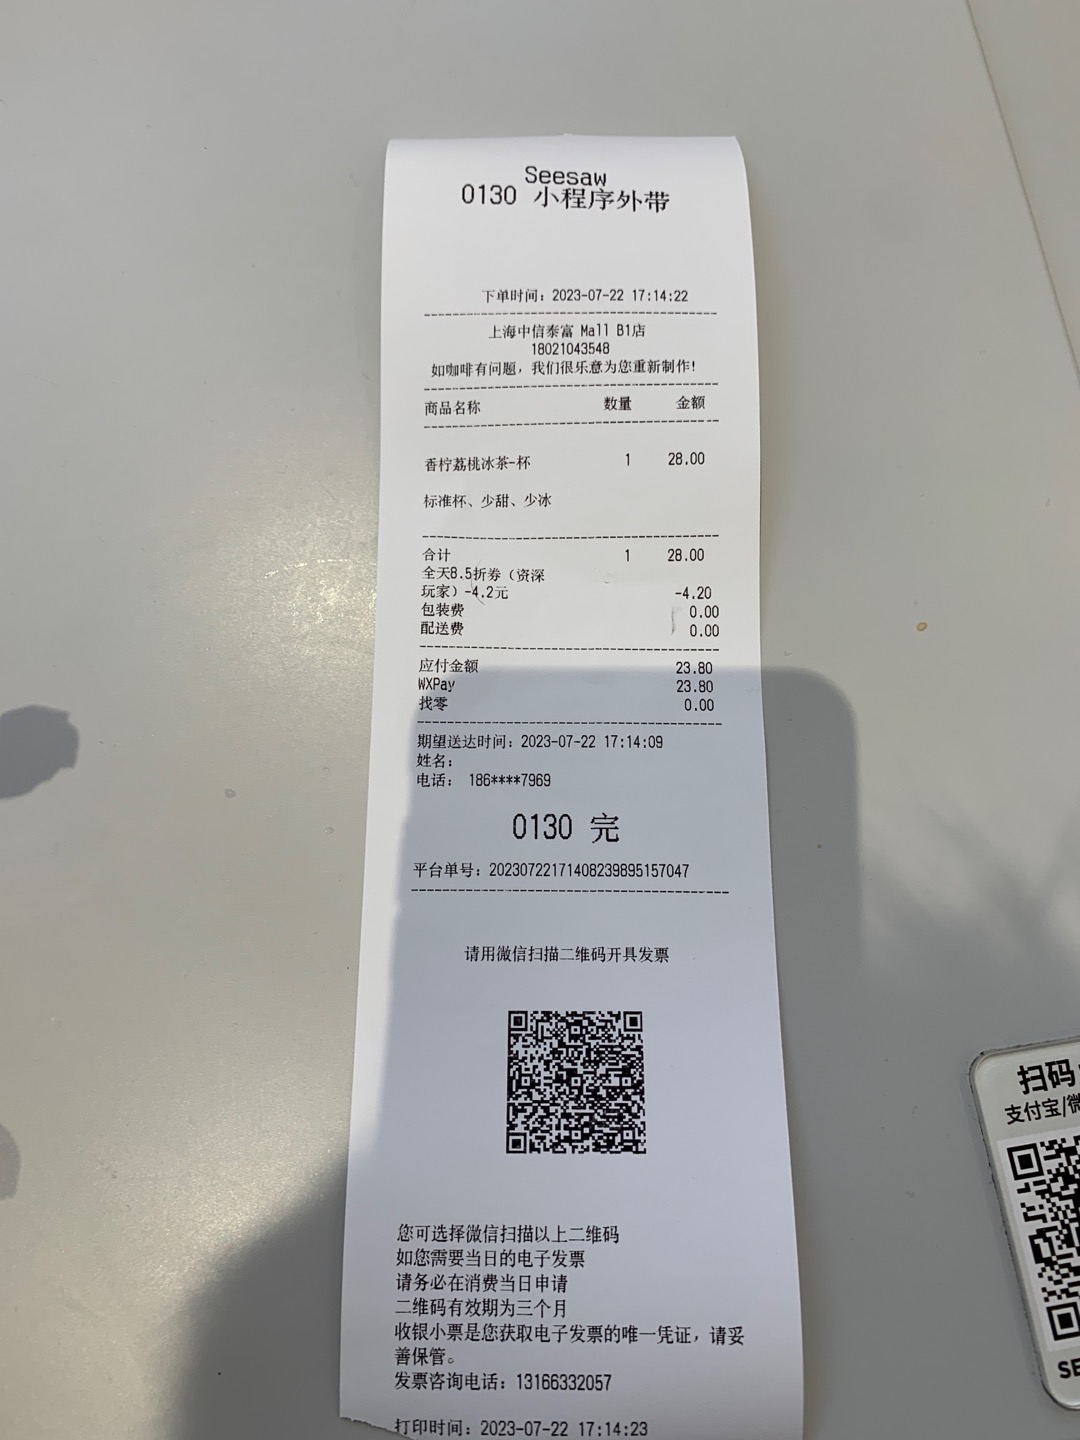 Seesaw
0130 小程序外带
下单时间：2023-07-22 17:14:22
上海中信泰富 Mall B1店
18021043548
如咖啡有问题，我们很乐意为您重新制作！
商品名称 数量 金额
香柠荔桃冰茶-杯 1 28.00
标准杯、少甜、少冰
合计 1 28.00
全天8.5折券（资深
玩家）-4.2元 -4.20
包装费 0.00
配送费 0.00
应付金额 23.80
WXPay 23.80
找零 0.00
期望送达时间：2023-07-22 17:14:09
姓名：
电话： 186****7969
0130 完
平台单号：20230722171408239895157047
请用微信扫描二维码开具发票
您可选择微信扫描以上二维码
如您需要当日的电子发票
请务必在消费当日申请
二维码有效期为三个月
收银小票是您获取电子发票的唯一凭证，请妥
善保管。
发票咨询电话：13166332057
打印时间：2023-07-22 17:14:23
扫码
支付宝/微
SE